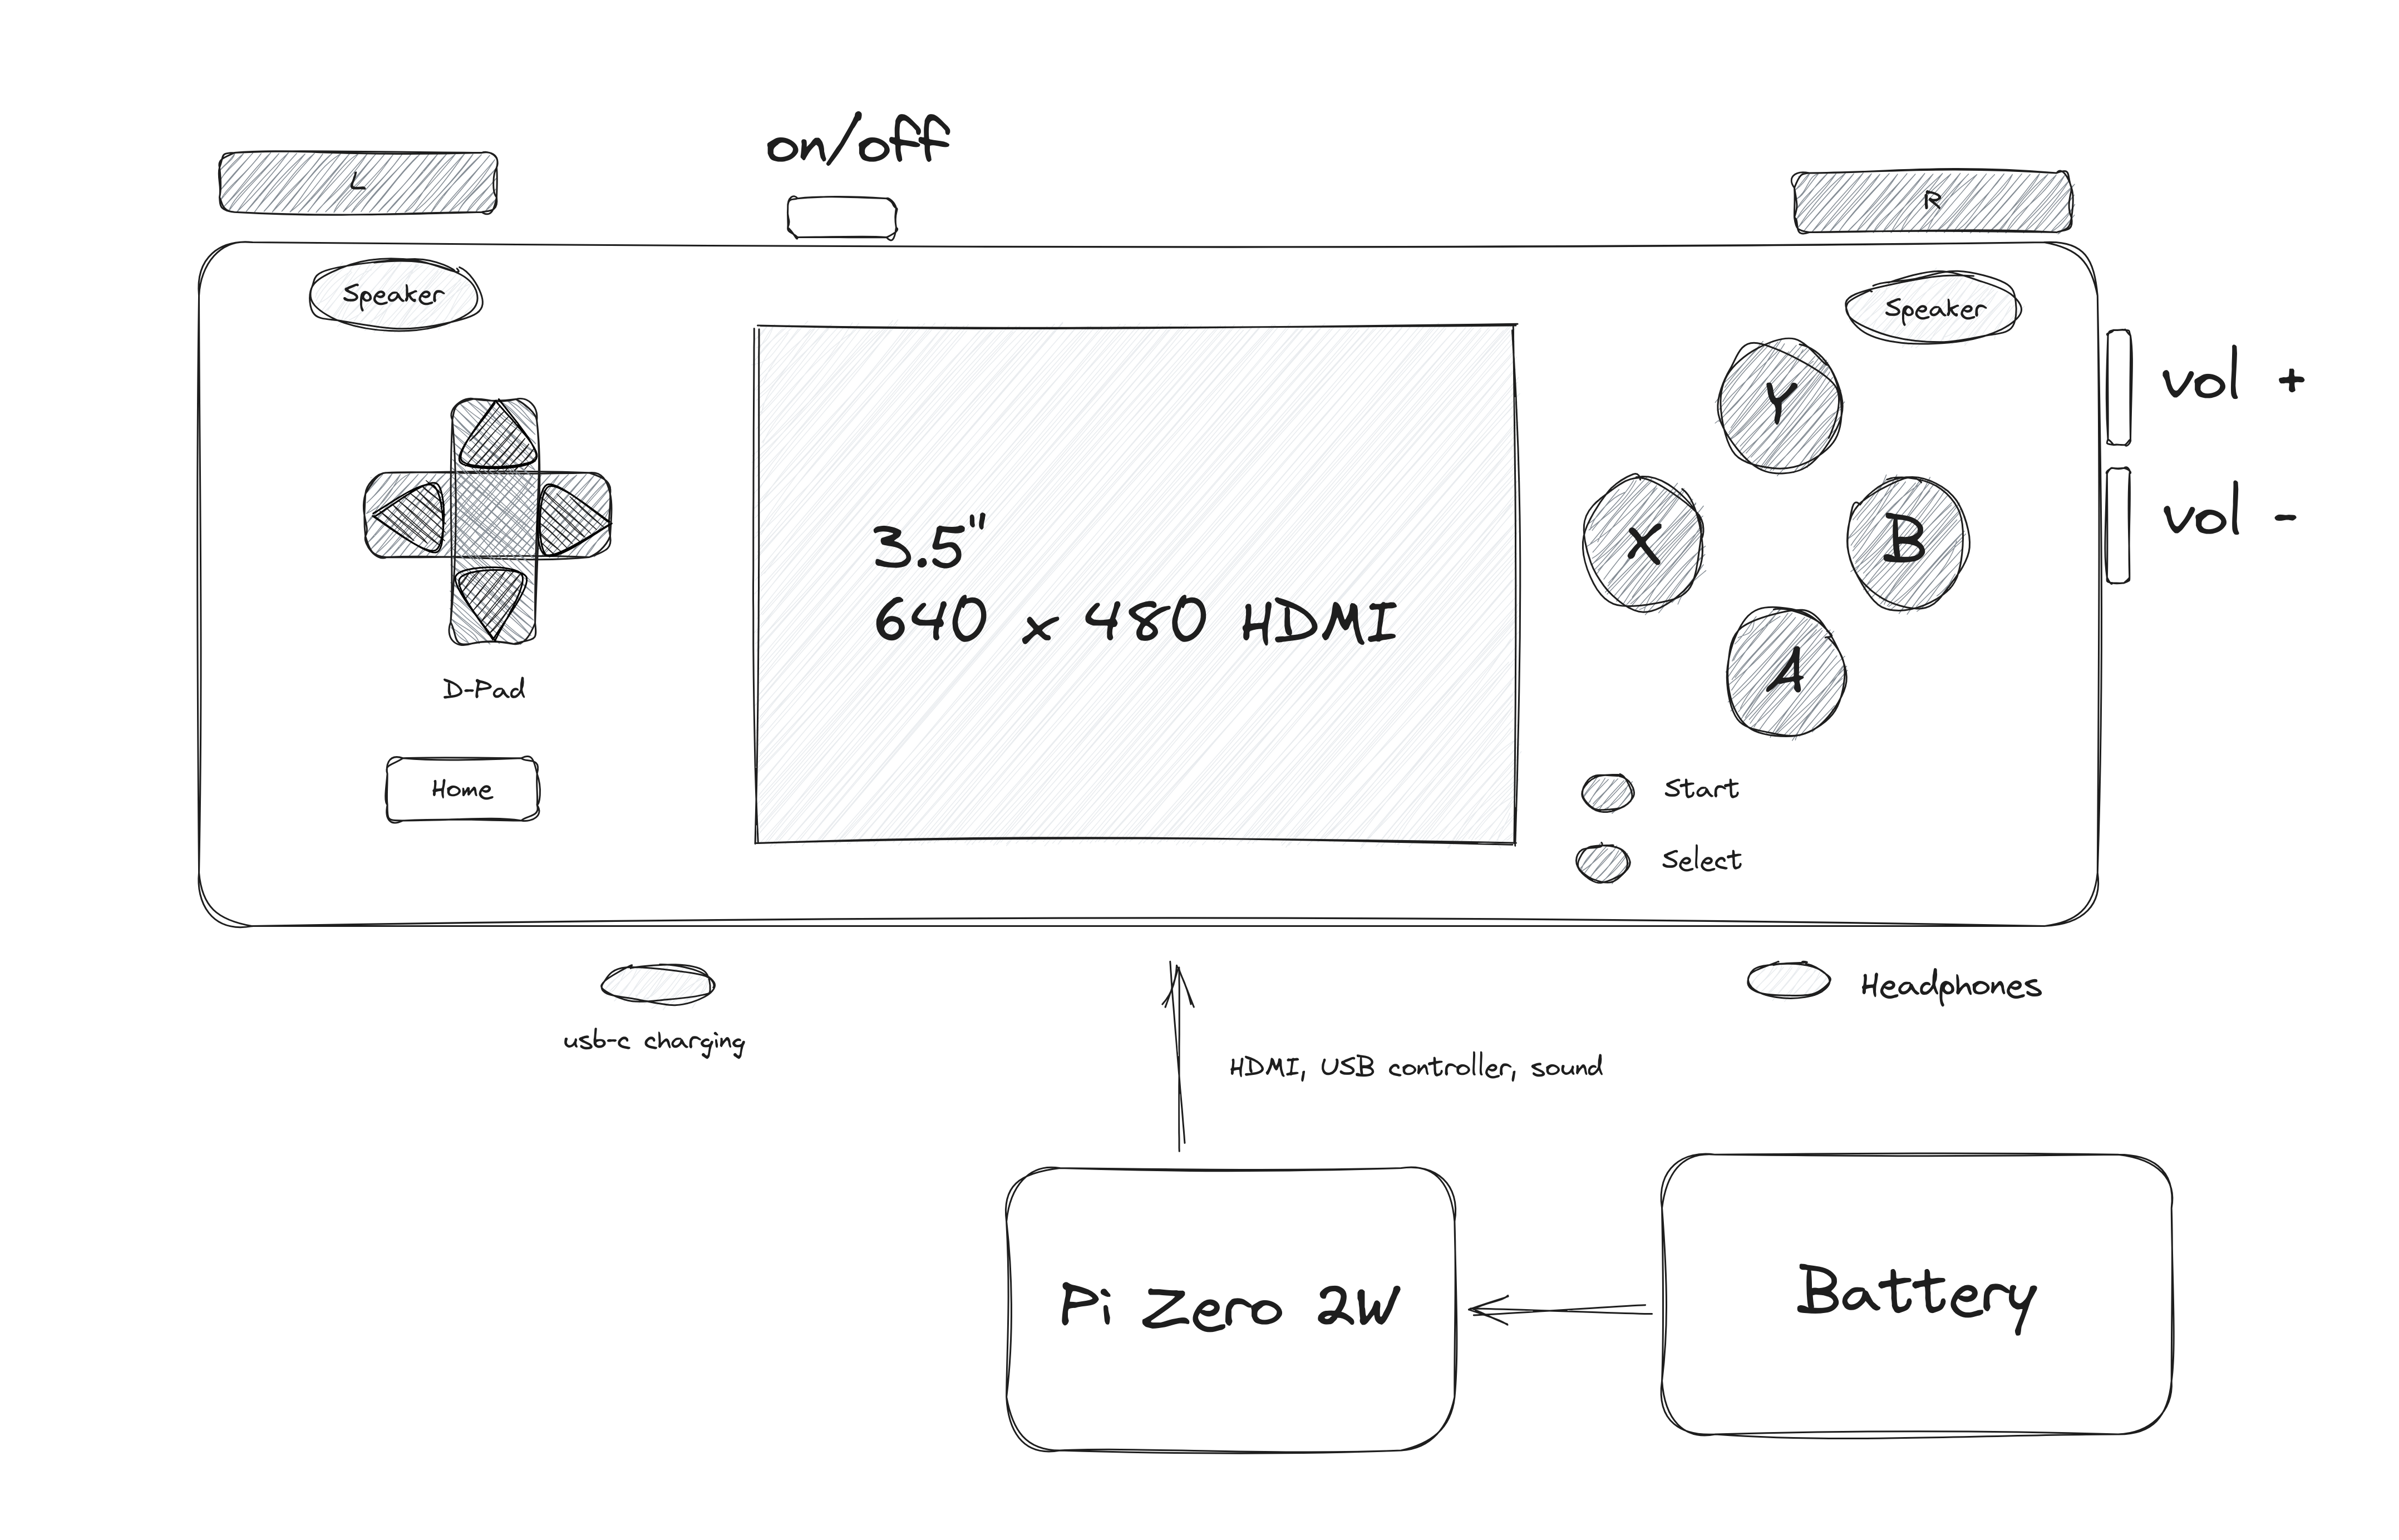 on/off
L
R
Speaker
Speaker
Y
vol +
X
B
vol -
3.5"
640 x 480 HDMI
A
D-Pad
Home
Start
Select
Headphones
usb-c charging
HDMI, USB controller, sound
Pi Zero 2W
Battery